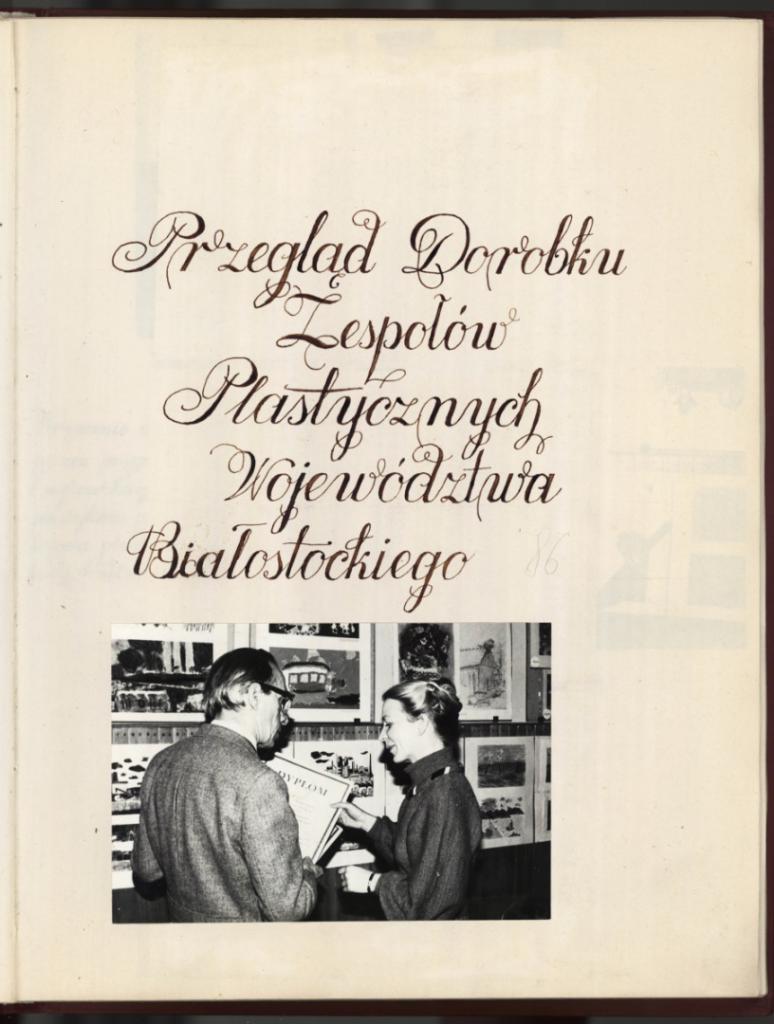 Przegląd Dorobku
Zespołów
Plastycznych
Województwa
Białostockiego
86
DYPLOM